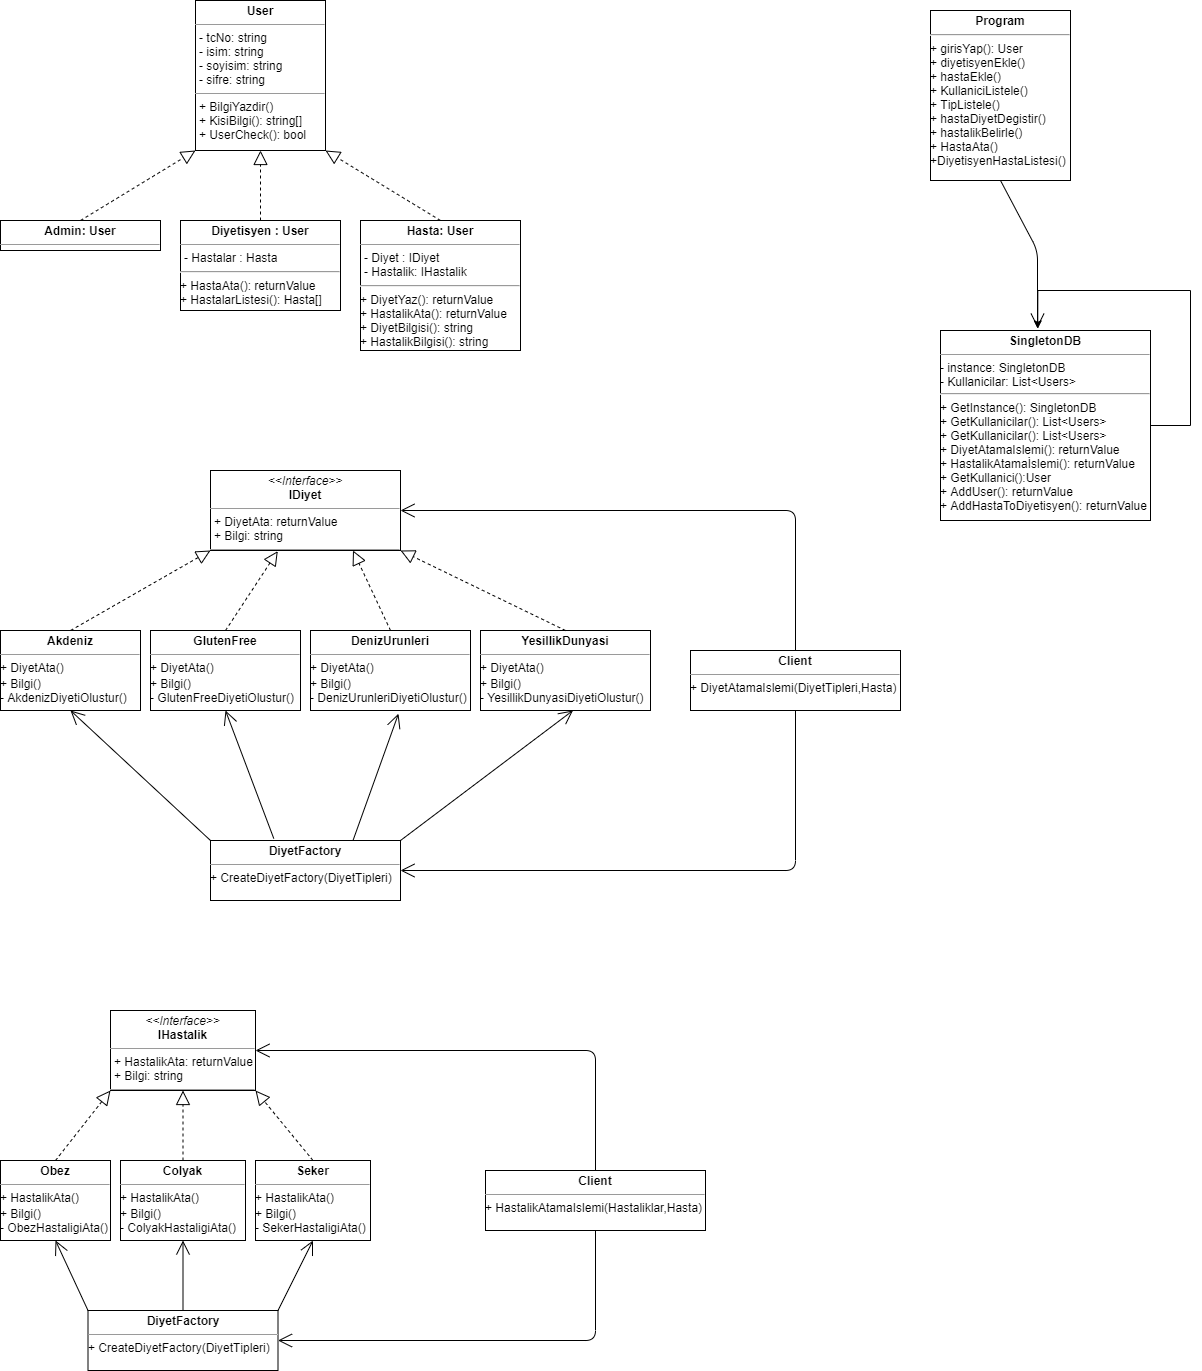 User
- tcNo: string
- isim: string
- soyisim: string
- sifre: string
+ BilgiYazdir()
+ KisiBilgi(): string[]
+ UserCheck(): bool
Admin: User
Diyetisyen : User
- Hastalar : Hasta
+ HastaAta(): returnValue
+ HastalarListesi(): Hasta[]
Hasta: User
- Diyet : IDiyet
- Hastalik: IHastalik
+ DiyetYaz(): returnValue
+ HastalikAta(): returnValue
+ DiyetBilgisi(): string
+ HastalikBilgisi(): string
Program
+ girisYap(): User
+ diyetisyenEkle()
+ hastaEkle()
+ KullaniciListele()
+ TipListele()
+ hastaDiyetDegistir()
+ hastalikBelirle()
+ HastaAta()
+DiyetisyenHastaListesi()
SingletonDB
- instance: SingletonDB
- Kullanicilar: List<Users>
+ GetInstance(): SingletonDB
+ GetKullanicilar(): List<Users>
+ GetKullanicilar(): List<Users>
+ DiyetAtamaIslemi(): returnValue
+ HastalikAtamaİslemi(): returnValue
+ GetKullanici():User
+ AddUser(): returnValue
+ AddHastaToDiyetisyen(): returnValue
<<Interface>>
IDiyet
+ DiyetAta: returnValue
+ Bilgi: string
Akdeniz
+ DiyetAta()
+ Bilgi()
- AkdenizDiyetiOlustur()
GlutenFree
+ DiyetAta()
+ Bilgi()
- GlutenFreeDiyetiOlustur()
DenizUrunleri
+ DiyetAta()
+ Bilgi()
- DenizUrunleriDiyetiOlustur()
YesillikDunyasi
+ DiyetAta()
+ Bilgi()
- YesillikDunyasiDiyetiOlustur()
Client
+ DiyetAtamaIslemi(DiyetTipleri,Hasta)
DiyetFactory
+ CreateDiyetFactory(DiyetTipleri)
<<Interface>>
IHastalik
+ HastalikAta: returnValue
+ Bilgi: string
Obez
+ HastalikAta()
+ Bilgi()
- ObezHastaligiAta()
Colyak
+ HastalikAta()
+ Bilgi()
- ColyakHastaligiAta()
Seker
+ HastalikAta()
+ Bilgi()
- SekerHastaligiAta()
Client
+ HastalikAtamaIslemi(Hastaliklar,Hasta)
DiyetFactory
+ CreateDiyetFactory(DiyetTipleri)